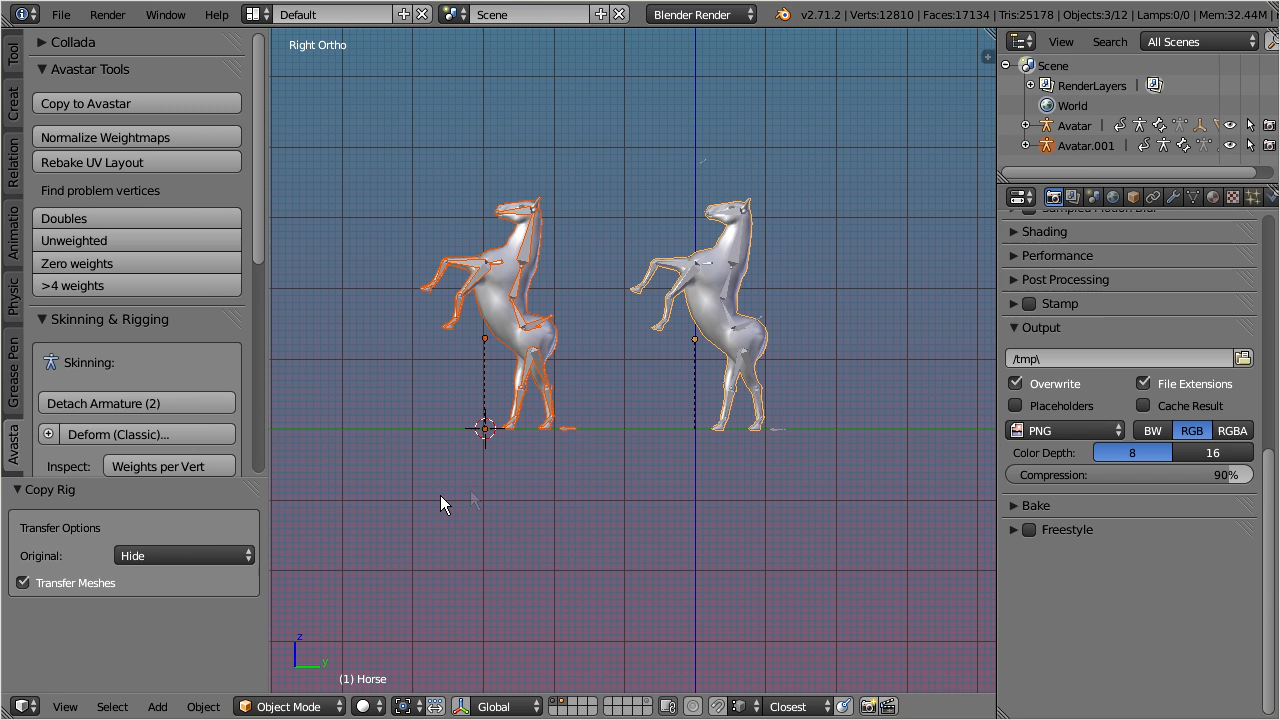 File Render Window Help Default Scene Blender Render v2.71.2 | Verts:12810 | Faces:17134 | Tris:25178 | Objects:3/12 | Lamps:0/0 | Mem:32.44M |
Collada
Avastar Tools
Copy to Avastar
Normalize Weightmaps
Rebake UV Layout
Find problem vertices
Doubles
Unweighted
Zero weights
>4 weights
Skinning & Rigging
Skinning:
Detach Armature (2)
Deform (Classic)...
Inspect: Weights per Vert
Tool
Creat
Relation
Animatio
Physic
Grease Pen
Avasta
Copy Rig
Transfer Options
Original: Hide
Transfer Meshes
Right Ortho
z
y
(1) Horse
View Select Add Object Object Mode Global Closest
View Search All Scenes
Scene
RenderLayers |
World
Avatar |
Avatar.001 |
Shading
Performance
Post Processing
Stamp
Output
/tmp\
Overwrite File Extensions
Placeholders Cache Result
PNG BW RGB RGBA
Color Depth: 8 16
Compression: 90%
Bake
Freestyle